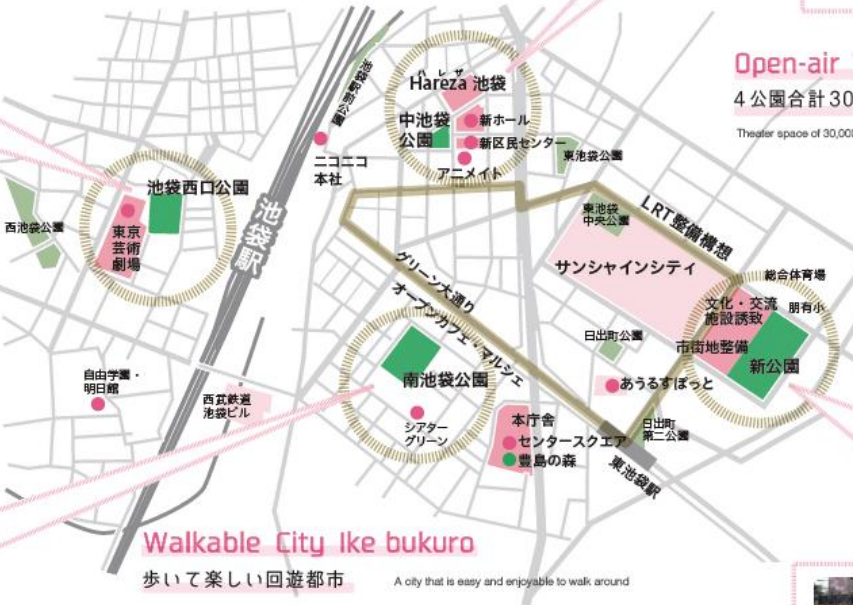 Open-air
4公園合計30
Theater space of 30,000
ハレザ
Hareza 池袋
池袋駅前公園
中池袋
公園
新ホール
新区民センター
アニメイト
東池袋公園
ニコニコ
本社
池袋西口公園
西池袋公園
東京
芸術
劇場
池袋駅
東池袋
中央公園
LRT整備構想
サンシャインシティ
グリーン大通り
オープンカフェ・マルシェ
総合体育場
文化・交流
施設誘致
朋有小
市街地整備
新公園
日出町公園
南池袋公園
あうるすぽっと
自由学園・
明日館
西武鉄道
池袋ビル
シアター
グリーン
本庁舎
センタースクエア
豊島の森
日出町
第二公園
東池袋駅
Walkable City Ike bukuro
歩いて楽しい回遊都市
A city that is easy and enjoyable to walk around